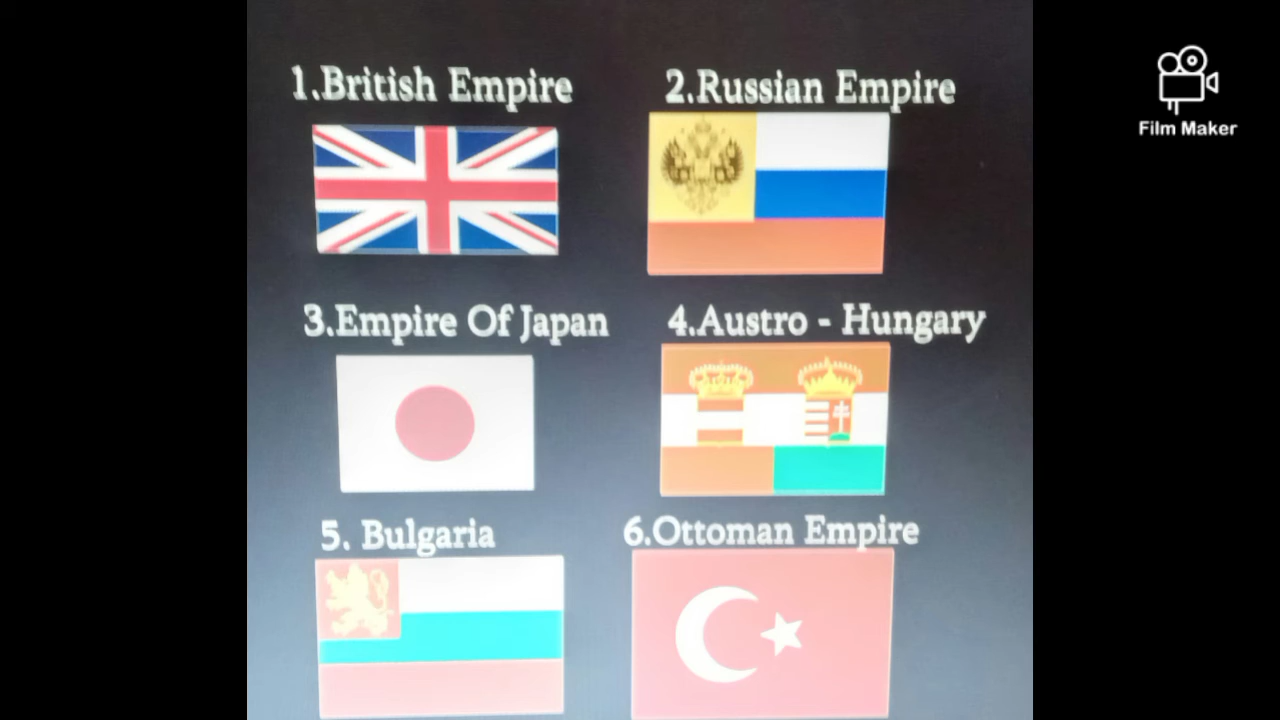 1.British Empire
2.Russian Empire
3.Empire Of Japan
4.Austro - Hungary
5. Bulgaria
6.Ottoman Empire
Film Maker